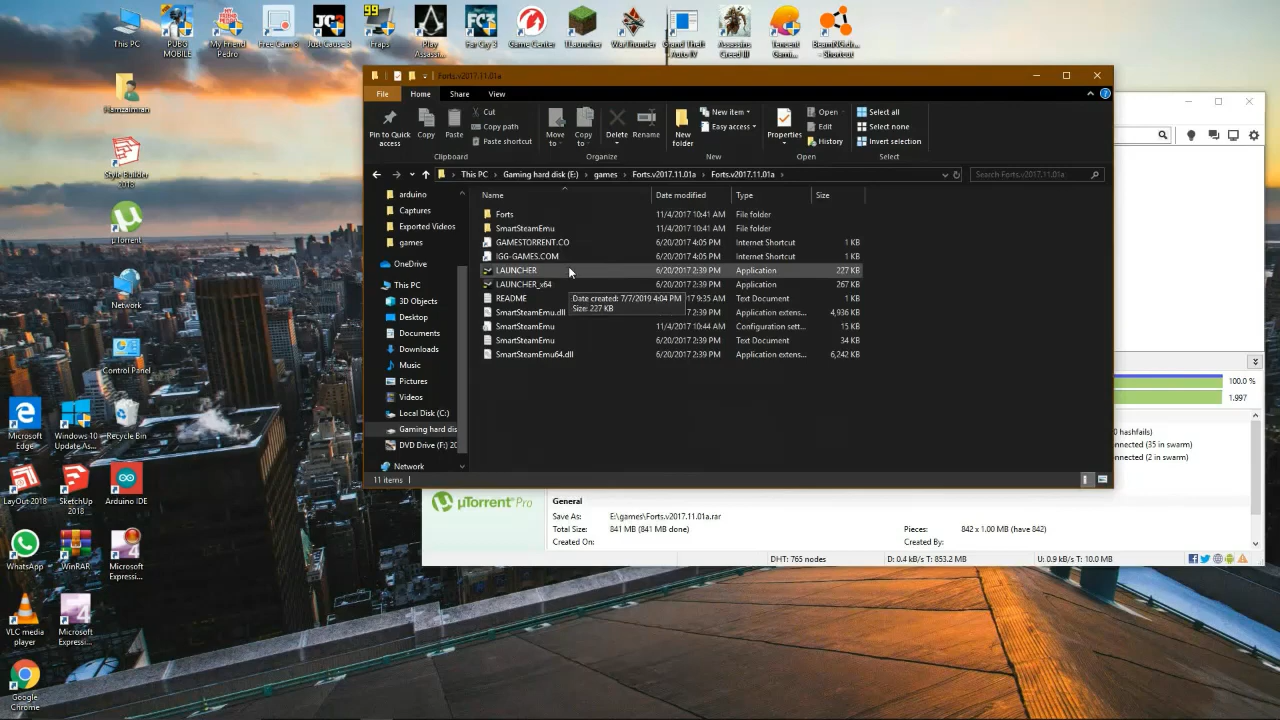 This PC
PUBG MOBILE
My Friend Pedro
Free Cam 8
Just Cause 3
99
Fraps
Play Assassi...
Far Cry 3
Game Center
TLauncher
WarThunder
Grand Theft Auto IV
Assassins Creed III
Tencent Gami...
BeamNG.dr... - Shortcut
Hamzaimran
Style Builder 2018
µTorrent
Network
Control Panel
Microsoft Edge
Windows 10 Update As...
Recycle Bin
LayOut 2018
SketchUp 2018
Arduino IDE
WhatsApp
WinRAR
Microsoft Expressi...
VLC media player
Microsoft Expressi...
Google Chrome
Forts.v2017.11.01a
File Home Share View
Pin to Quick access
Copy
Paste
Cut
Copy path
Paste shortcut
Clipboard
Move to
Copy to
Delete
Rename
Organize
New folder
New item
Easy access
New
Properties
Open
Edit
History
Open
Select all
Select none
Invert selection
Select
This PC > Gaming hard disk (E:) > games > Forts.v2017.11.01a > Forts.v2017.11.01a >
Search Forts.v2017.11.01a
arduino
Captures
Exported Videos
games
OneDrive
This PC
3D Objects
Desktop
Documents
Downloads
Music
Pictures
Videos
Local Disk (C:)
Gaming hard dis
DVD Drive (F:) 20
Network
Name Date modified Type Size
Forts 11/4/2017 10:41 AM File folder
SmartSteamEmu 11/4/2017 10:41 AM File folder
GAMESTORRENT.CO 6/20/2017 4:05 PM Internet Shortcut 1 KB
IGG-GAMES.COM 6/20/2017 4:05 PM Internet Shortcut 1 KB
LAUNCHER 6/20/2017 2:39 PM Application 227 KB
LAUNCHER_x64 6/20/2017 2:39 PM Application 267 KB
README 17 9:35 AM Text Document 1 KB
SmartSteamEmu.dll 7 2:39 PM Application extens... 4,936 KB
SmartSteamEmu 11/4/2017 10:44 AM Configuration sett... 15 KB
SmartSteamEmu 6/20/2017 2:39 PM Text Document 34 KB
SmartSteamEmu64.dll 6/20/2017 2:39 PM Application extens... 6,242 KB
Date created: 7/7/2019 4:04 PM
Size: 227 KB
11 items
100.0 %
1.997
0 hashfails)
nnected (35 in swarm)
nnected (2 in swarm)
µTorrent Pro
General
Save As: E:\games\Forts.v2017.11.01a.rar
Total Size: 841 MB (841 MB done) Pieces: 842 x 1.00 MB (have 842)
Created On: Created By:
DHT: 765 nodes D: 0.4 kB/s T: 853.2 MB U: 0.9 kB/s T: 10.0 MB